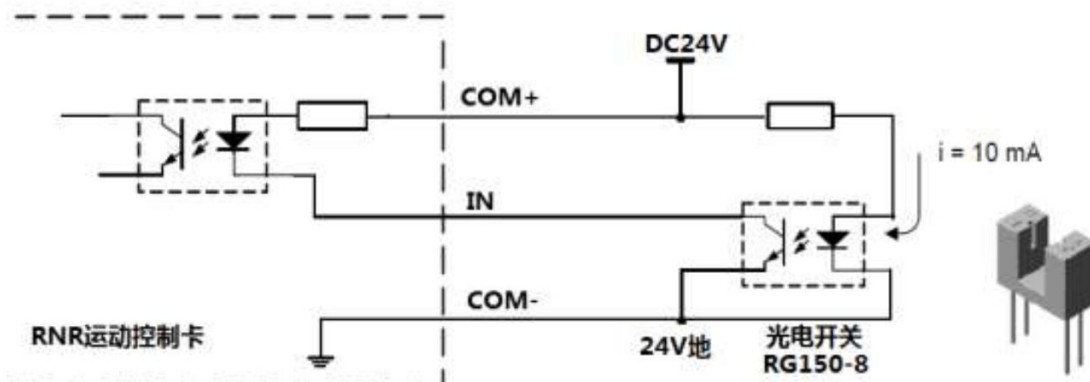 DC24V
COM+
i = 10 mA
IN
COM-
RNR运动控制卡
24V地
光电开关
RG150-8